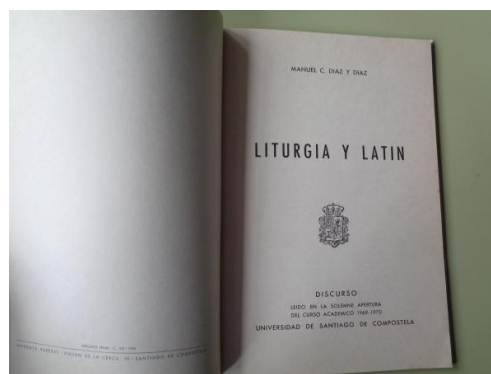 MANUEL C. DIAZ Y DIAZ
LITURGIA Y LATIN
DISCURSO
LEIDO EN LA SOLEMNE APERTURA
DEL CURSO ACADEMICO 1969-1970
UNIVERSIDAD DE SANTIAGO DE COMPOSTELA
SANTIAGO DE COMPOSTELA